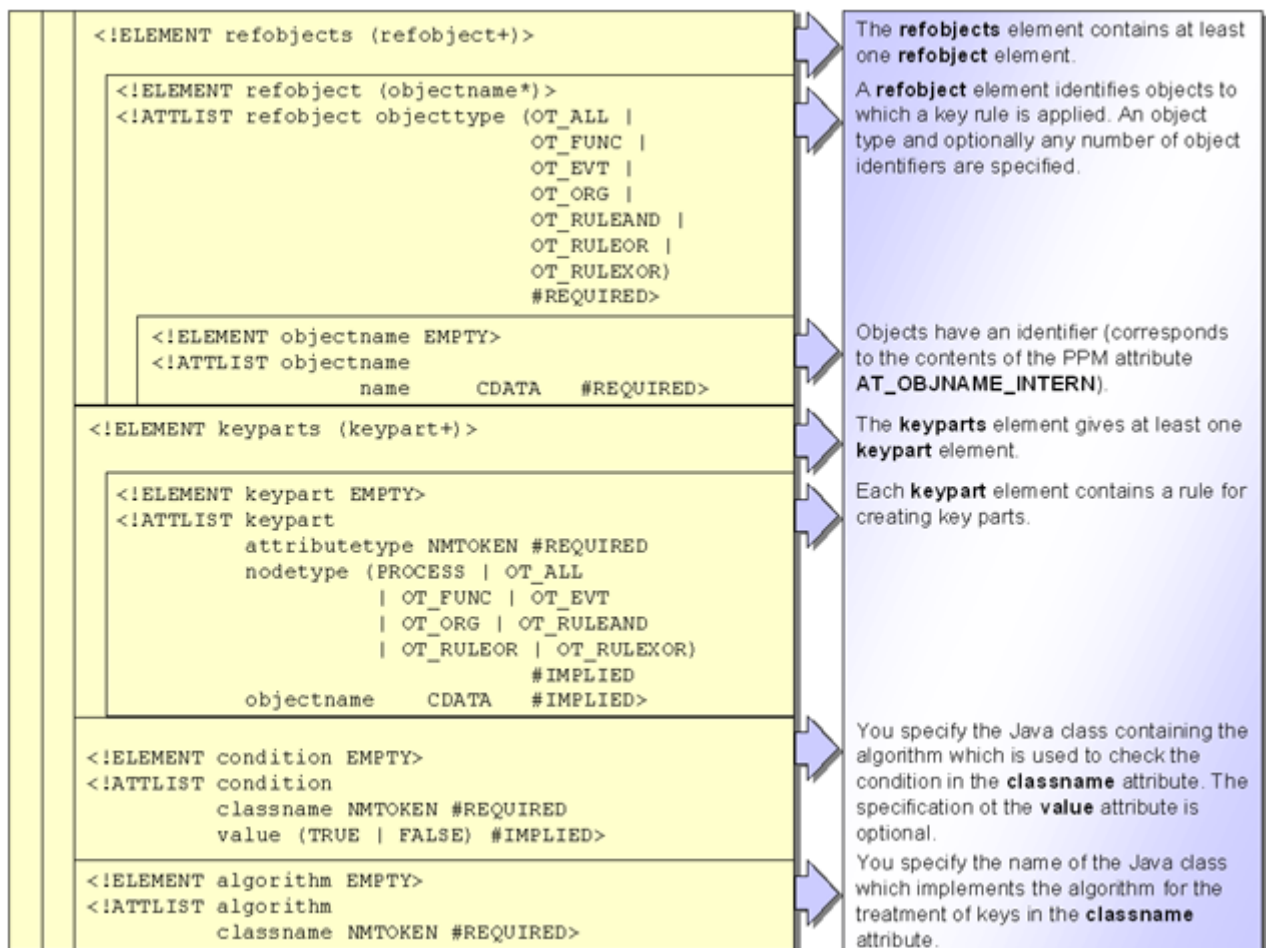 <!ELEMENT refobjects (refobject+)>
The refobjects element contains at least
one refobject element.
<!ELEMENT refobject (objectname*)>
<!ATTLIST refobject objecttype (OT_ALL |
OT_FUNC |
OT_EVT |
OT_ORG |
OT_RULEAND |
OT_RULEOR |
OT_RULEXOR)
#REQUIRED>
A refobject element identifies objects to
which a key rule is applied. An object
type and optionally any number of object
identifiers are specified.
<!ELEMENT objectname EMPTY>
<!ATTLIST objectname
name CDATA #REQUIRED>
Objects have an identifier (corresponds
to the contents of the PPM attribute
AT_OBJNAME_INTERN).
<!ELEMENT keyparts (keypart+)>
The keyparts element gives at least one
keypart element.
<!ELEMENT keypart EMPTY>
<!ATTLIST keypart
attributetype NMTOKEN #REQUIRED
nodetype (PROCESS | OT_ALL
| OT_FUNC | OT_EVT
| OT_ORG | OT_RULEAND
| OT_RULEOR | OT_RULEXOR)
#IMPLIED
objectname CDATA #IMPLIED>
Each keypart element contains a rule for
creating key parts.
<!ELEMENT condition EMPTY>
<!ATTLIST condition
classname NMTOKEN #REQUIRED
value (TRUE | FALSE) #IMPLIED>
You specify the Java class containing the
algorithm which is used to check the
condition in the classname attribute. The
specification ot the value attribute is
optional.
<!ELEMENT algorithm EMPTY>
<!ATTLIST algorithm
classname NMTOKEN #REQUIRED>
You specify the name of the Java class
which implements the algorithm for the
treatment of keys in the classname
attribute.